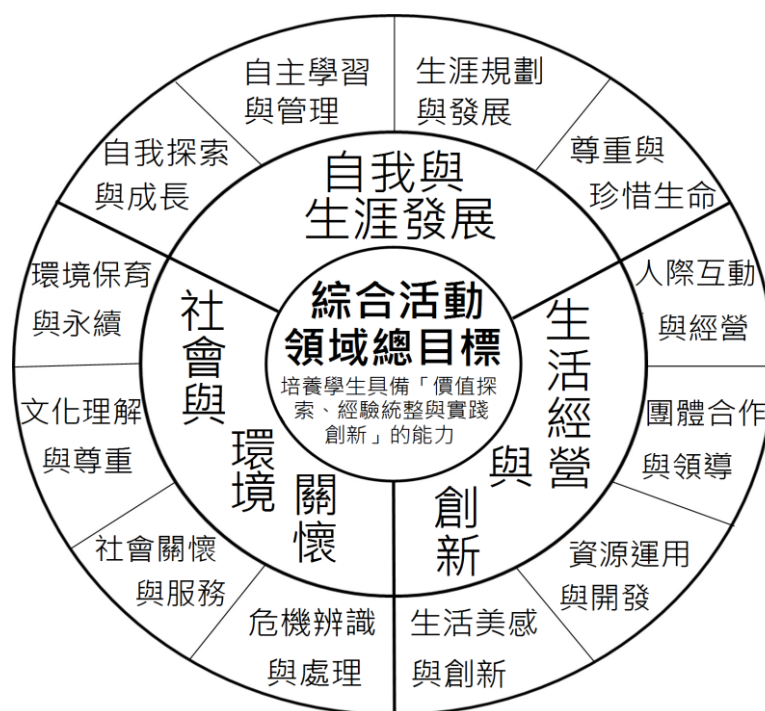 綜合活動
領域總目標
培養學生具備「價值探
索、經驗統整與實踐
創新」的能力
自我與
生涯發展
自我探索
與成長
自主學習
與管理
生涯規劃
與發展
尊重與
珍惜生命
生活經營
與
創新
人際互動
與經營
團體合作
與領導
資源運用
與開發
生活美感
與創新
社會與
環境
關懷
危機辨識
與處理
社會關懷
與服務
文化理解
與尊重
環境保育
與永續